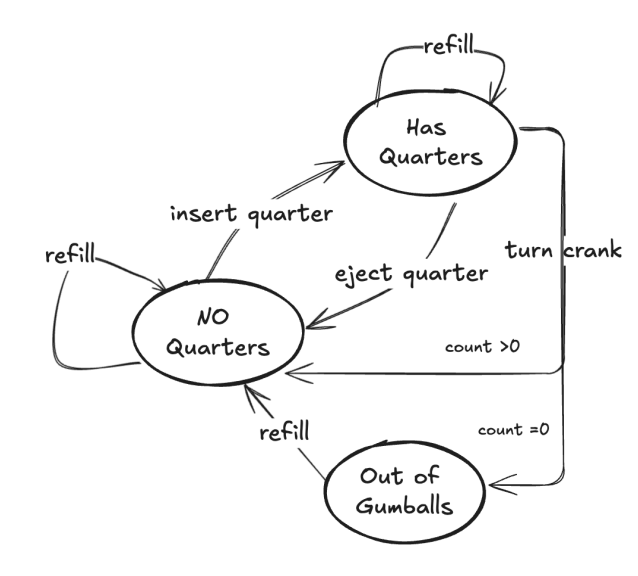 refill
Has
Quarters
insert quarter
turn crank
refill
eject quarter
NO
Quarters
count >0
refill
count =0
Out of
Gumballs